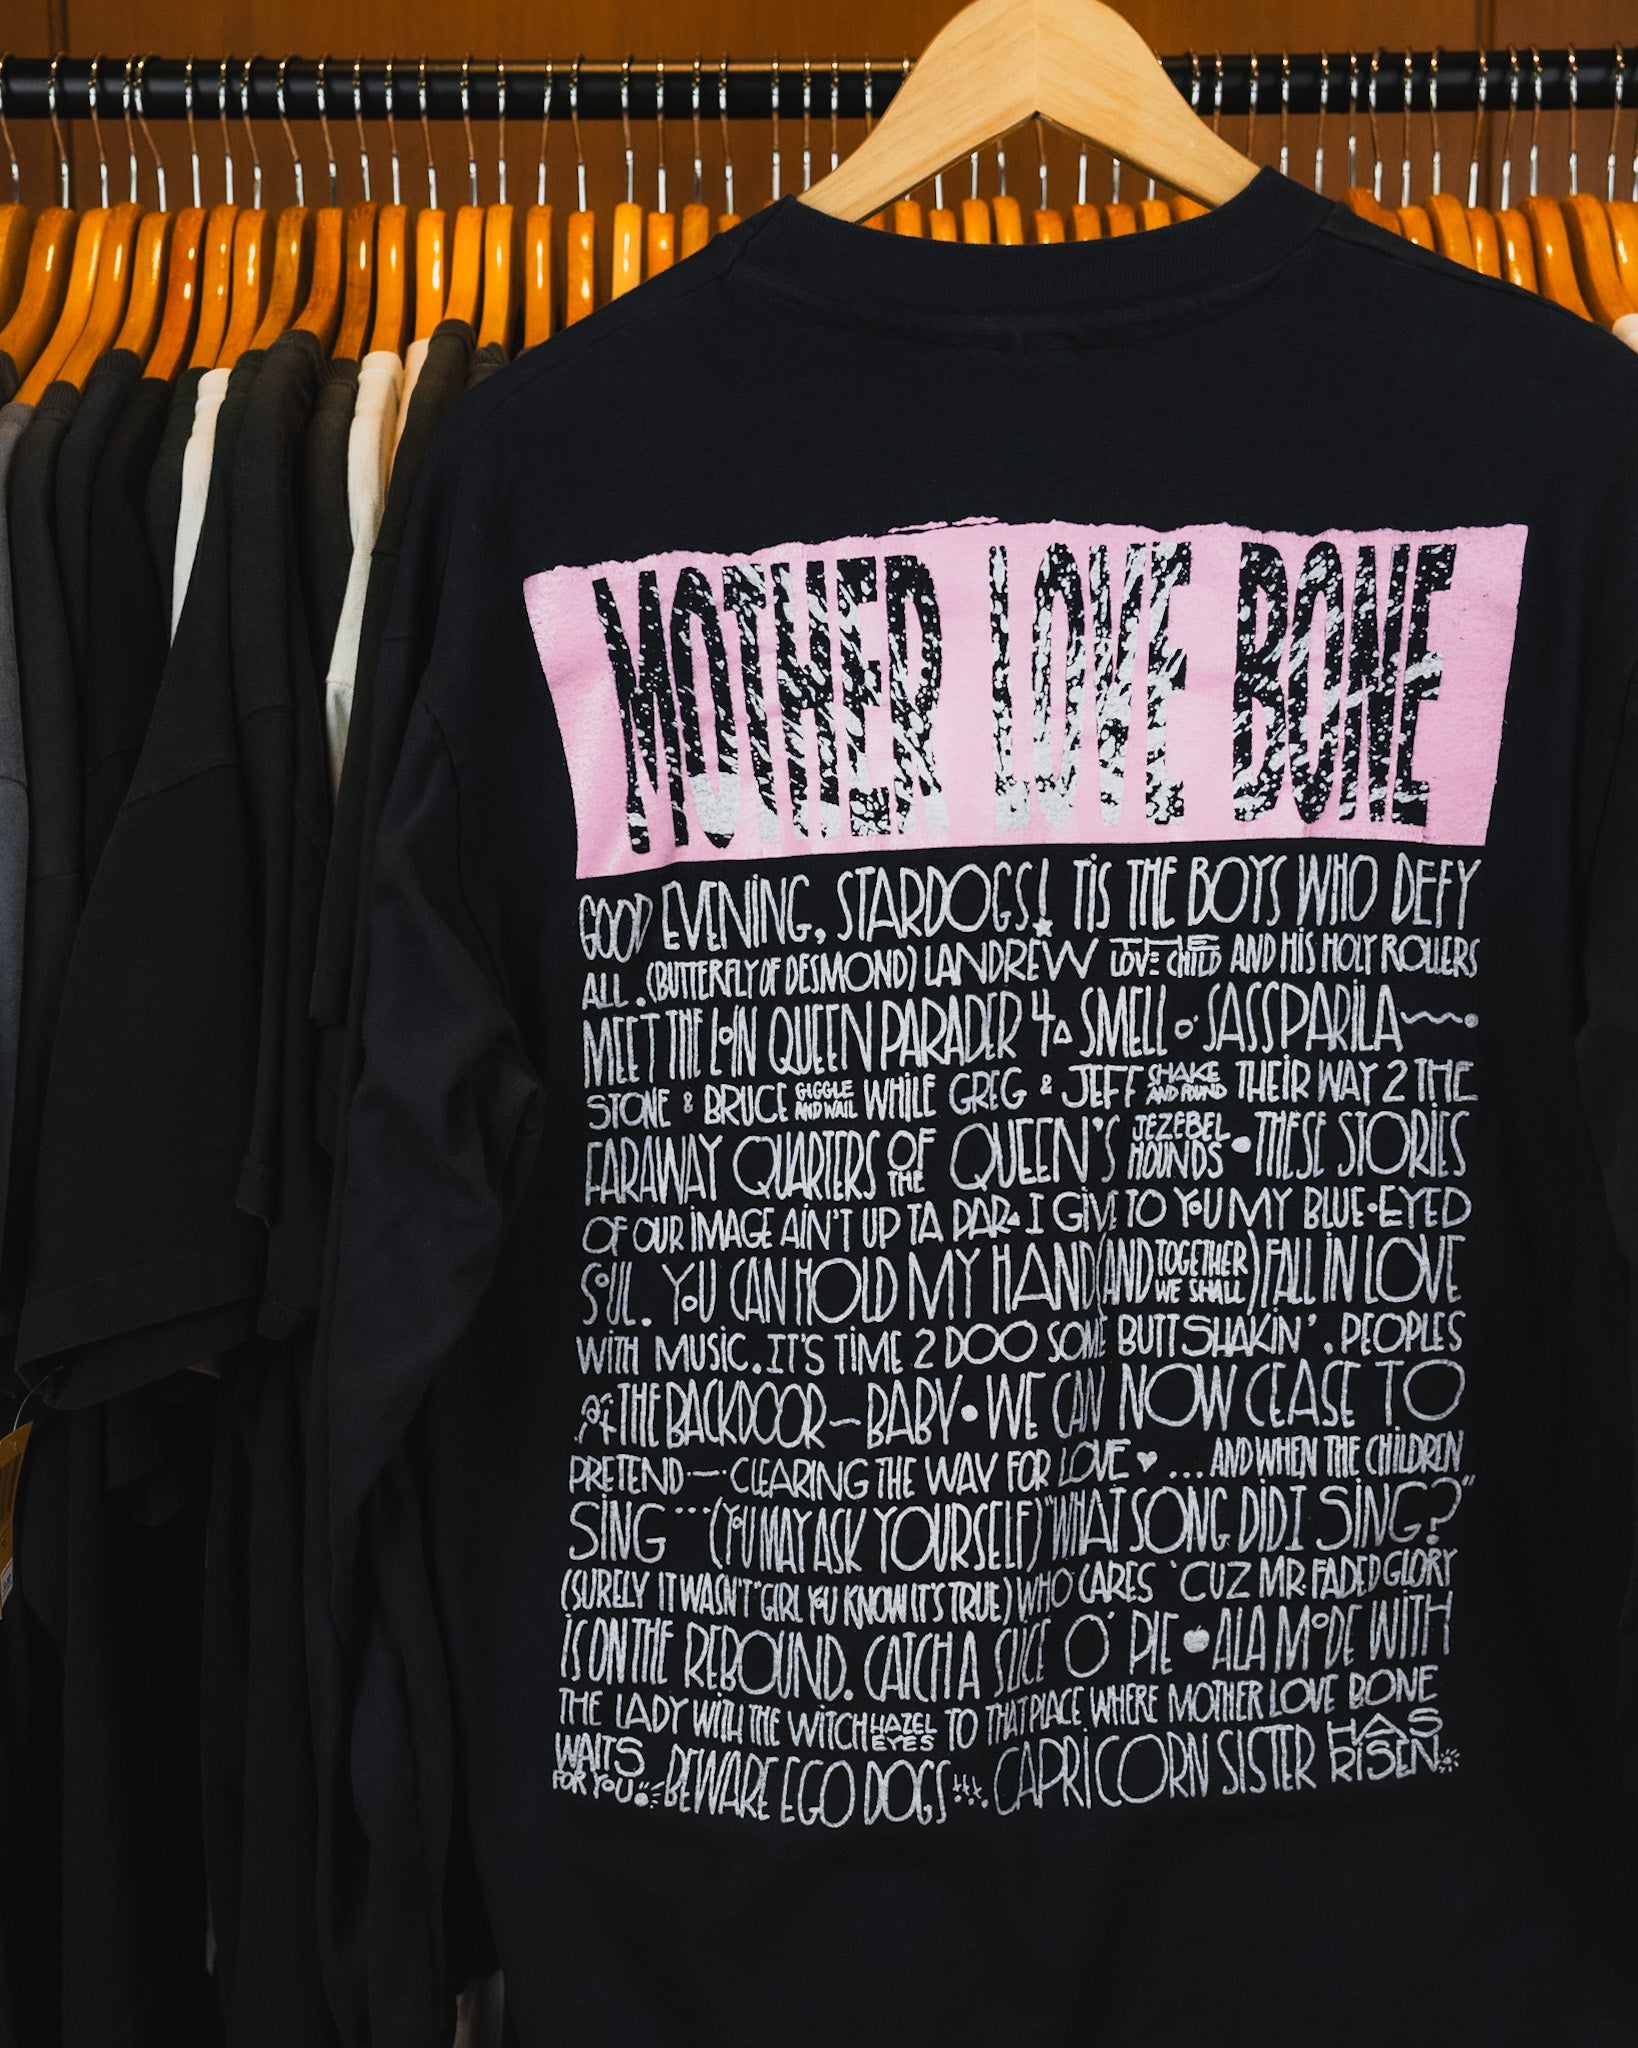 MOTHER LOVE BONE
GOOD EVENING, STARDOGS! TIS THE BOYS WHO DEFY
ALL. (BUTTERFLY OF DESMOND) LANDREW THE LOVE CHILD AND HIS HOLY ROLLERS
MEET THE LOIN QUEEN PARADER 4 A SMELL O' SASSPARILA
STONE & BRUCE GIGGLE AND WAIL WHILE GREG & JEFF SHAKE AND POUND THEIR WAY 2 THE
FARAWAY QUARTERS OF THE QUEEN'S JEZEBEL HOUNDS • THESE STORIES
OF OUR IMAGE AIN'T UP TA PAR. I GIVE TO YOU MY BLUE•EYED
SOUL. YOU CAN HOLD MY HAND (AND TOGETHER WE SHALL) FALL IN LOVE
WITH MUSIC. IT'S TIME 2 DOO SOME BUTTSHAKIN'. PEOPLES
AT THE BACKDOOR — BABY • WE CAN NOW CEASE TO
PRETEND — CLEARING THE WAY FOR LOVE ♥ ... AND WHEN THE CHILDREN
SING ... (YOU MAY ASK YOURSELF) "WHAT SONG DID I SING?"
(SURELY IT WASN'T "GIRL YOU KNOW IT'S TRUE) WHO CARES 'CUZ MR. FADED GLORY
IS ON THE REBOUND. CATCH A SLICE O' PIE • ALA MODE WITH
THE LADY WITH THE WITCH HAZEL EYES TO THAT PLACE WHERE MOTHER LOVE BONE
WAITS FOR YOU. BEWARE EGO DOGS !!! CAPRICORN SISTER HAS RISEN